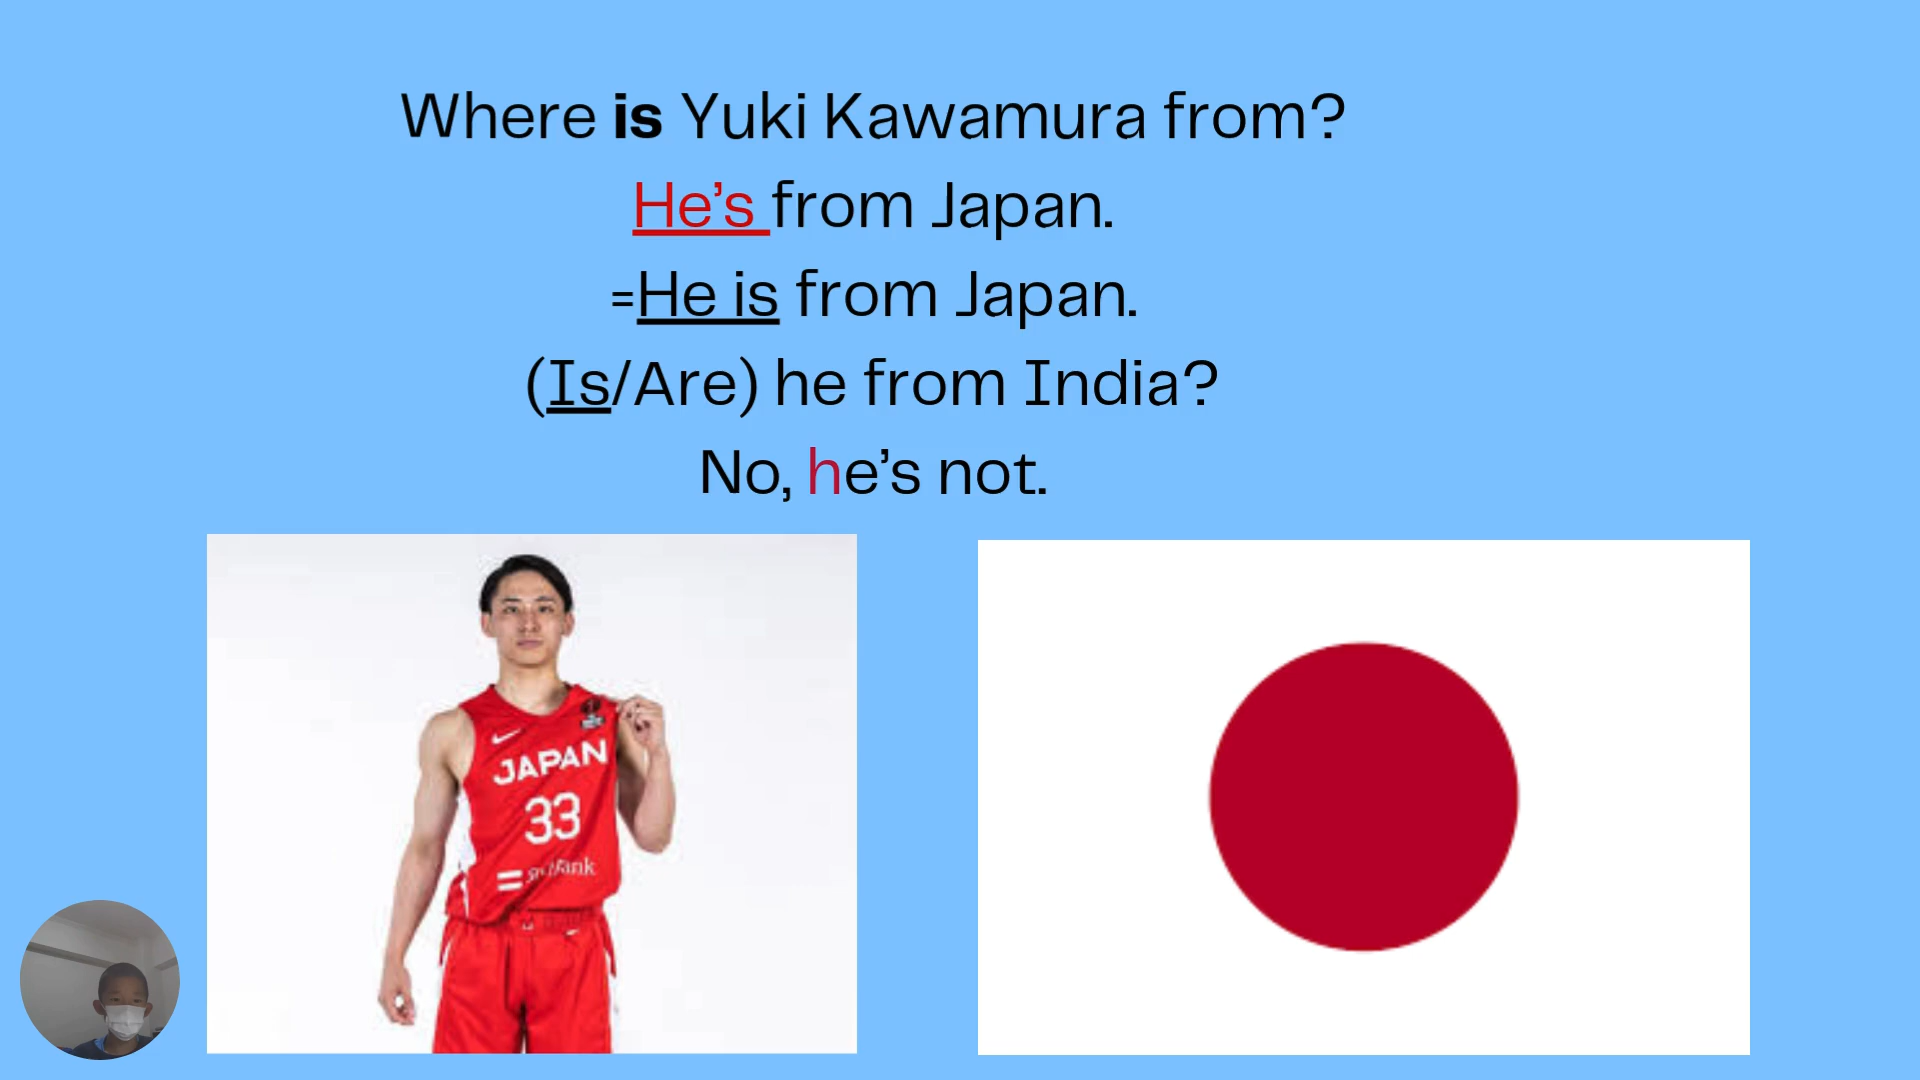 Where is Yuki Kawamura from?
He’s from Japan.
=He is from Japan.
(Is/Are) he from India?
No, he’s not.
JAPAN
33